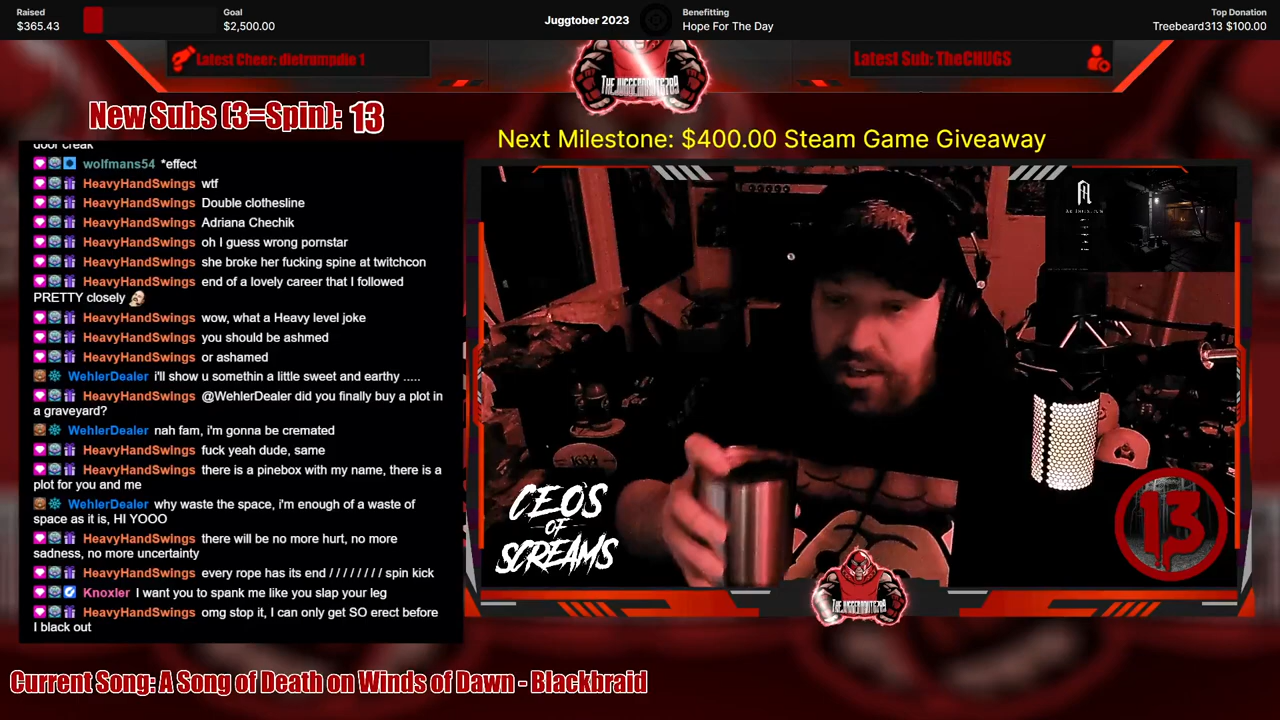 Raised
$365.43
Goal
$2,500.00
Juggtober 2023
Benefitting
Hope For The Day
Top Donation
Treebeard313 $100.00
Latest Cheer: dietrumpdie 1
THEJUGGERNAUT6789
Latest Sub: TheCHUGS
New Subs (3=Spin): 13
Next Milestone: $400.00 Steam Game Giveaway
door creak
wolfmans54 *effect
HeavyHandSwings wtf
HeavyHandSwings Double clothesline
HeavyHandSwings Adriana Chechik
HeavyHandSwings oh I guess wrong pornstar
HeavyHandSwings she broke her fucking spine at twitchcon
HeavyHandSwings end of a lovely career that I followed
PRETTY closely
HeavyHandSwings wow, what a Heavy level joke
HeavyHandSwings you should be ashmed
HeavyHandSwings or ashamed
WehlerDealer i'll show u somethin a little sweet and earthy .....
HeavyHandSwings @WehlerDealer did you finally buy a plot in
a graveyard?
WehlerDealer nah fam, i'm gonna be cremated
HeavyHandSwings fuck yeah dude, same
HeavyHandSwings there is a pinebox with my name, there is a
plot for you and me
WehlerDealer why waste the space, i'm enough of a waste of
space as it is, HI YOOO
HeavyHandSwings there will be no more hurt, no more
sadness, no more uncertainty
HeavyHandSwings every rope has its end / / / / / / / / spin kick
Knoxler I want you to spank me like you slap your leg
HeavyHandSwings omg stop it, I can only get SO erect before
I black out
1634
CEO'S
OF
SCREAMS
13
Current Song: A Song of Death on Winds of Dawn - Blackbraid